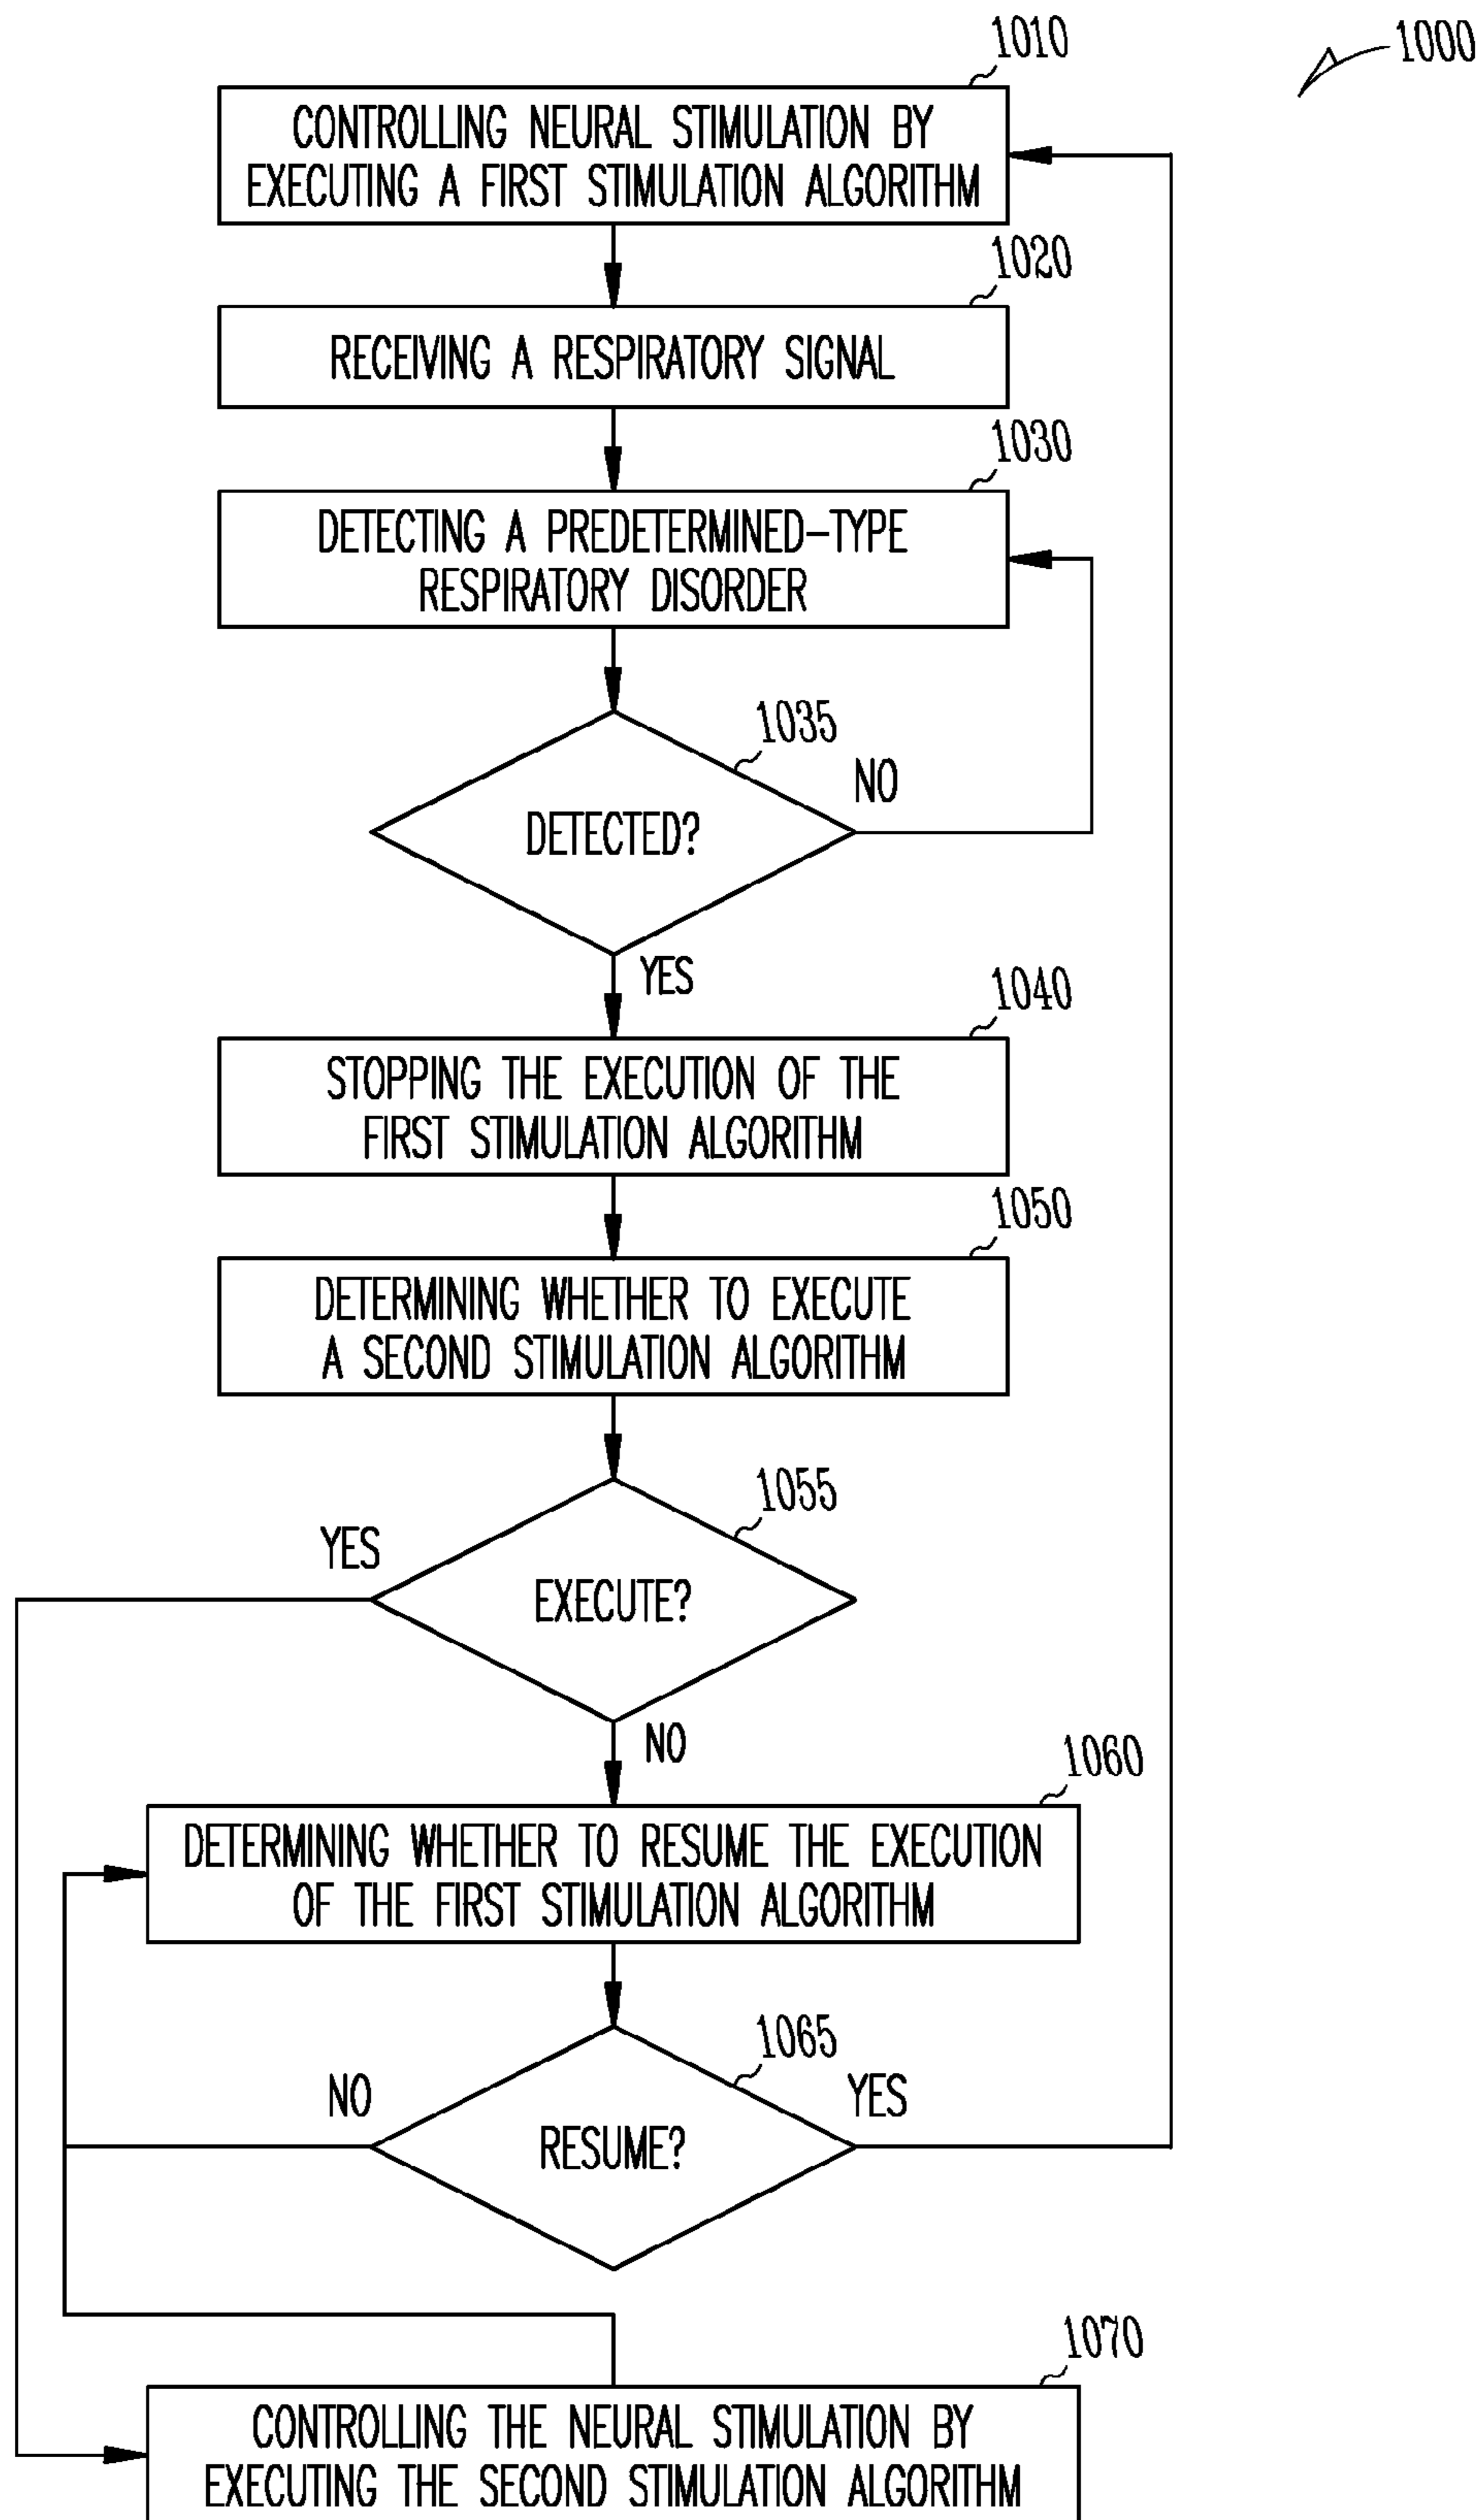 1000
1010
CONTROLLING NEURAL STIMULATION BY
EXECUTING A FIRST STIMULATION ALGORITHM
1020
RECEIVING A RESPIRATORY SIGNAL
1030
DETECTING A PREDETERMINED-TYPE
RESPIRATORY DISORDER
1035
DETECTED?
NO
YES
1040
STOPPING THE EXECUTION OF THE
FIRST STIMULATION ALGORITHM
1050
DETERMINING WHETHER TO EXECUTE
A SECOND STIMULATION ALGORITHM
1055
YES
EXECUTE?
NO
1060
DETERMINING WHETHER TO RESUME THE EXECUTION
OF THE FIRST STIMULATION ALGORITHM
1065
NO
YES
RESUME?
1070
CONTROLLING THE NEURAL STIMULATION BY
EXECUTING THE SECOND STIMULATION ALGORITHM